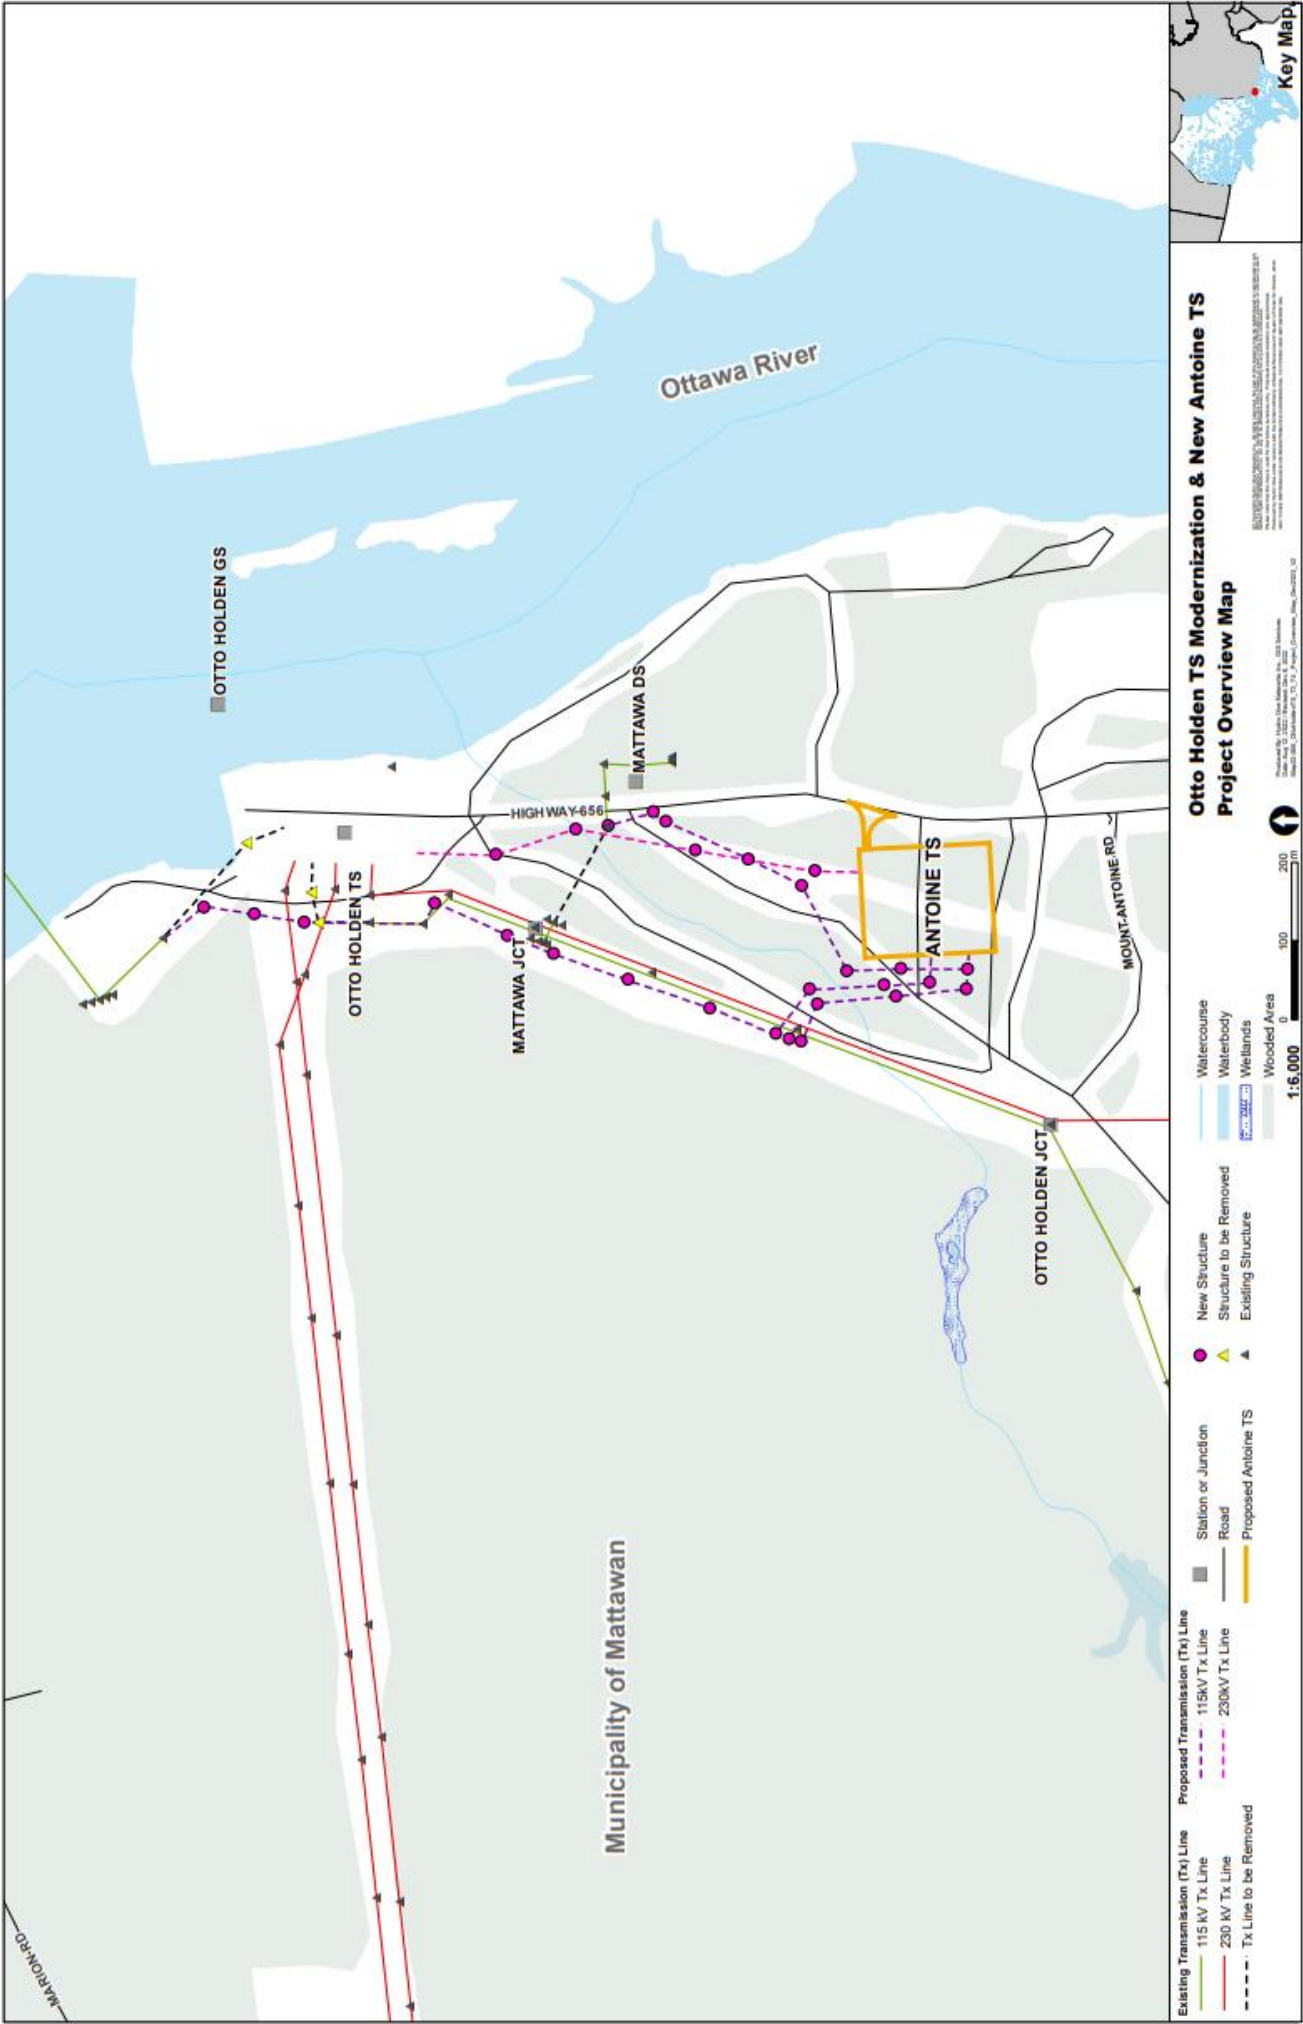 MARION-RD
Municipality of Mattawan
OTTO HOLDEN GS
OTTO HOLDEN TS
MATTAWA JCT
HIGHWAY-656
MATTAWA DS
Ottawa River
ANTOINE TS
MOUNT-ANTOINE-RD
OTTO HOLDEN JCT
Existing Transmission (Tx) Line
115 kV Tx Line
230 kV Tx Line
Tx Line to be Removed
Proposed Transmission (Tx) Line
115kV Tx Line
230kV Tx Line
Station or Junction
Road
Proposed Antoine TS
New Structure
Structure to be Removed
Existing Structure
Watercourse
Waterbody
Wetlands
Wooded Area
1:6,000
0 100 200
m
Otto Holden TS Modernization & New Antoine TS
Project Overview Map
Key Map